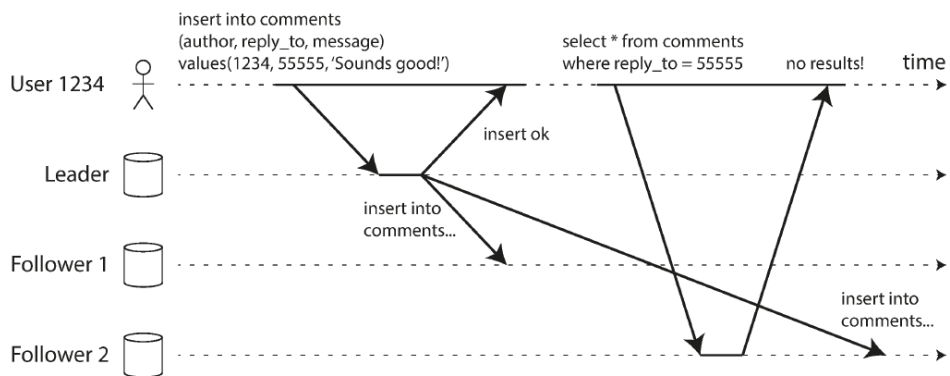 insert into comments
(author, reply_to, message)
values(1234, 55555, ‘Sounds good!’)
select * from comments
where reply_to = 55555
no results!
time
User 1234
insert ok
Leader
insert into
comments...
Follower 1
insert into
comments...
Follower 2